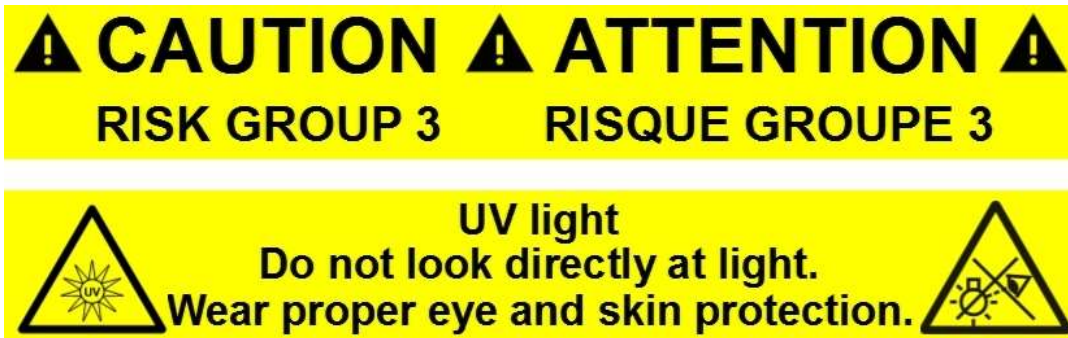 CAUTION ATTENTION
RISK GROUP 3 RISQUE GROUPE 3
UV light
UV Do not look directly at light.
Wear proper eye and skin protection.